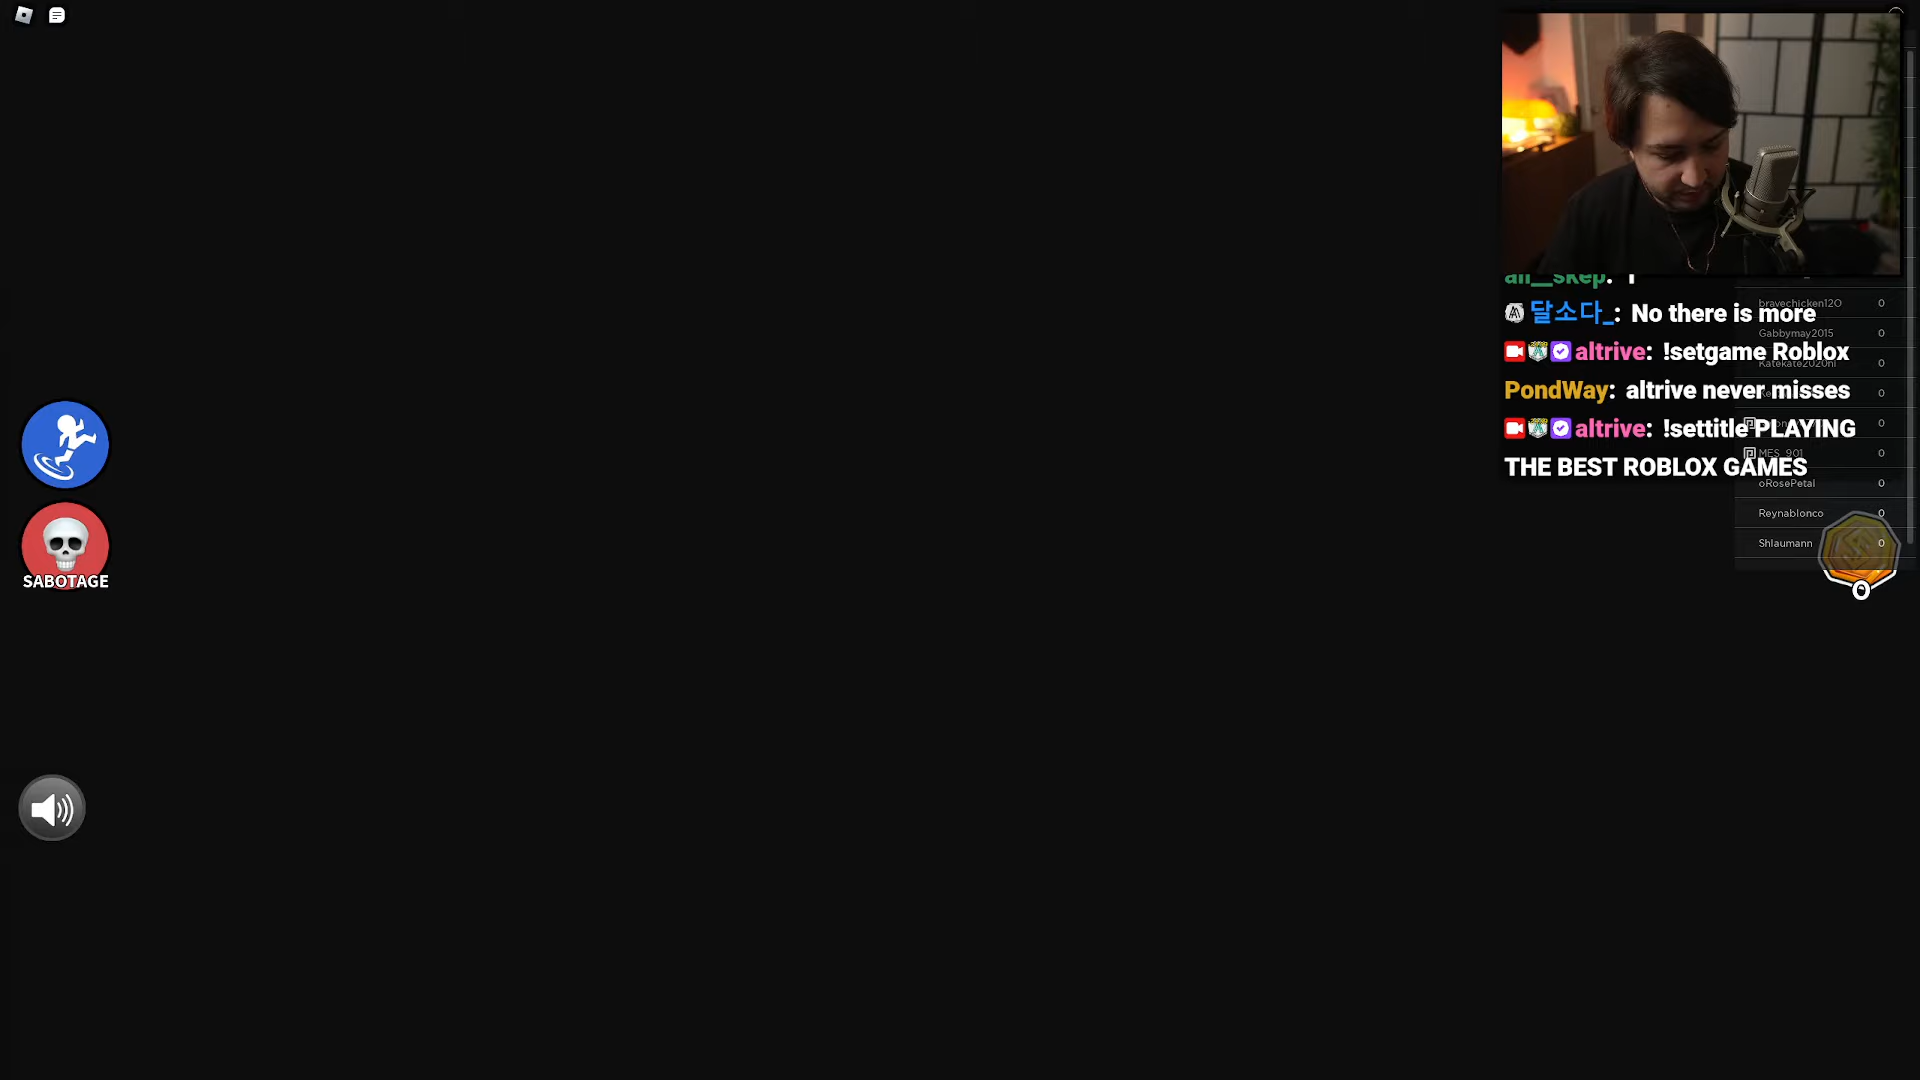 달소다_: No there is more
altrive: !setgame Roblox
PondWay: altrive never misses
altrive: !settitle PLAYING
THE BEST ROBLOX GAMES
bravechicken12O 0
Gabbymay2015 0
Katekate2020nl 0
0
0
MES_901 0
oRosePetal 0
Reynablonco 0
Shlaumann 0
0
SABOTAGE